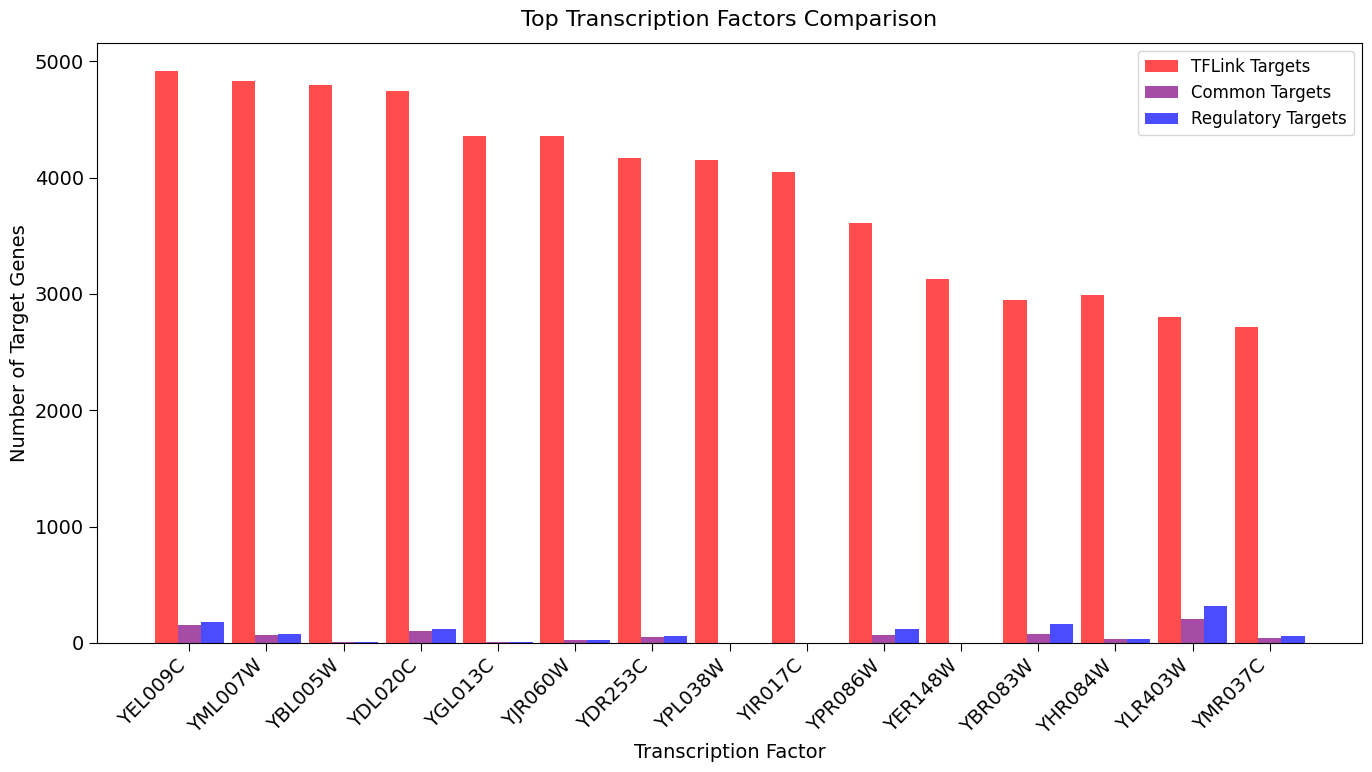 Top Transcription Factors Comparison
TFLink Targets
Common Targets
Regulatory Targets
Number of Target Genes
5000
4000
3000
2000
1000
0
YEL009C
YML007W
YBL005W
YDL020C
YGL013C
YJR060W
YDR253C
YPL038W
YIR017C
YPR086W
YER148W
YBR083W
YHR084W
YLR403W
YMR037C
Transcription Factor